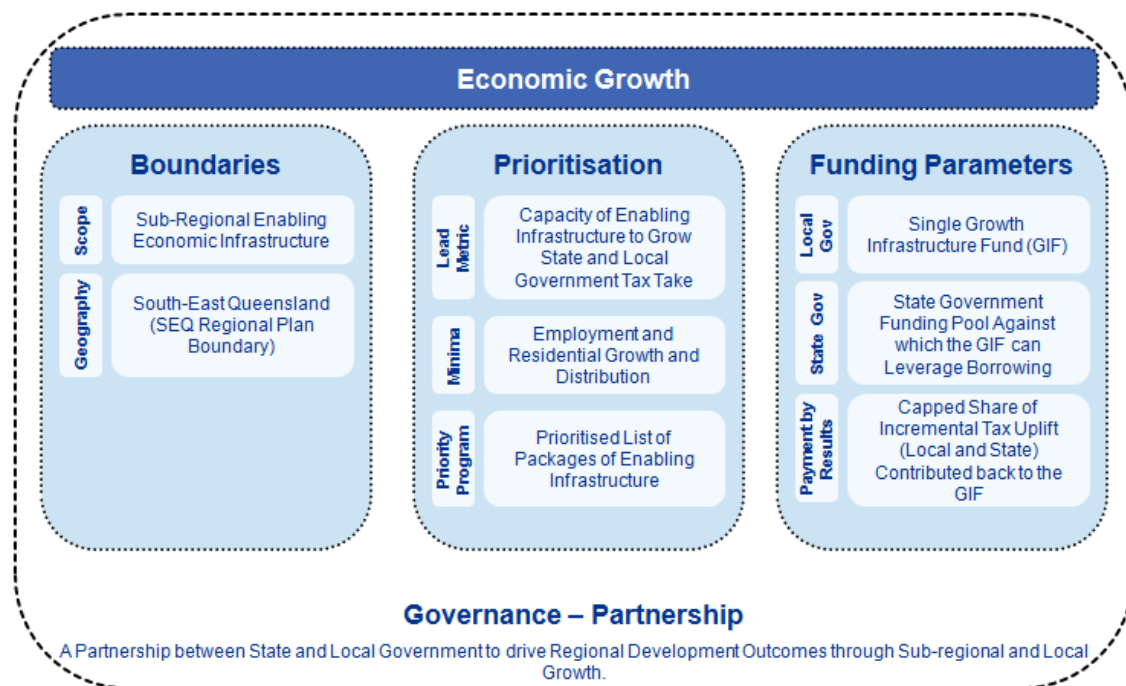 Economic Growth
Boundaries
Scope
Sub-Regional Enabling
Economic Infrastructure
Geography
South-East Queensland
(SEQ Regional Plan
Boundary)
Prioritisation
Lead
Metric
Capacity of Enabling
Infrastructure to Grow
State and Local
Government Tax Take
Minima
Employment and
Residential Growth and
Distribution
Priority
Program
Prioritised List of
Packages of Enabling
Infrastructure
Funding Parameters
Local
Gov
Single Growth
Infrastructure Fund (GIF)
State Gov
State Government
Funding Pool Against
which the GIF can
Leverage Borrowing
Payment by
Results
Capped Share of
Incremental Tax Uplift
(Local and State)
Contributed back to the
GIF
Governance – Partnership
A Partnership between State and Local Government to drive Regional Development Outcomes through Sub-regional and Local
Growth.